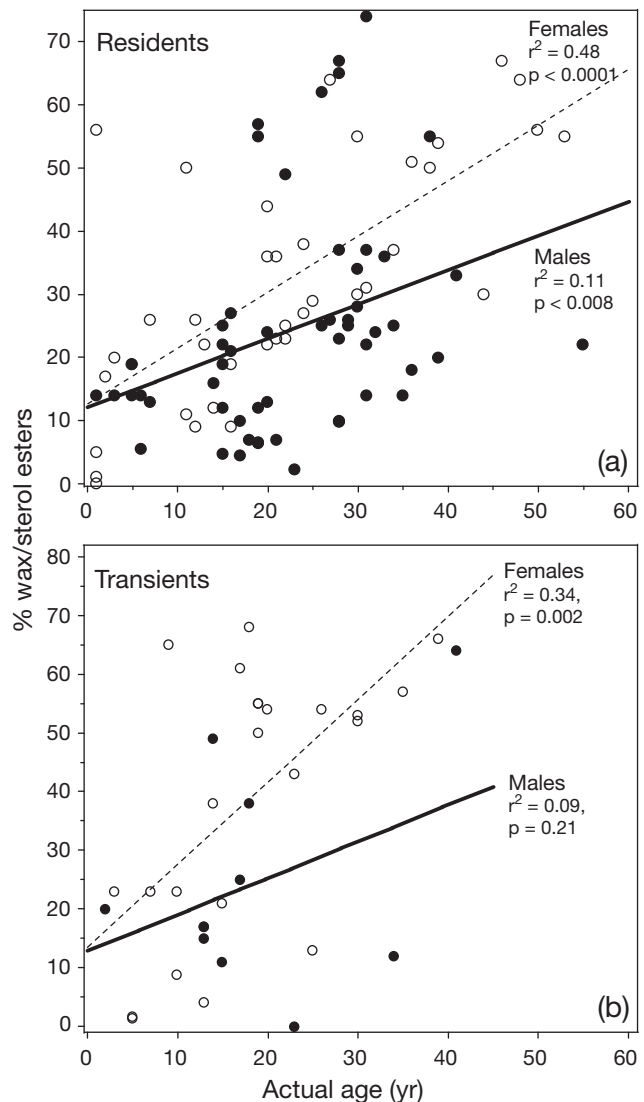 Residents
Females
r² = 0.48
p < 0.0001
Males
r² = 0.11
p < 0.008
(a)
70
60
50
40
30
20
10
0
0 10 20 30 40 50 60
% wax/sterol esters
Transients
Females
r² = 0.34,
p = 0.002
Males
r² = 0.09,
p = 0.21
(b)
80
70
60
50
40
30
20
10
0
0 10 20 30 40 50 60
Actual age (yr)